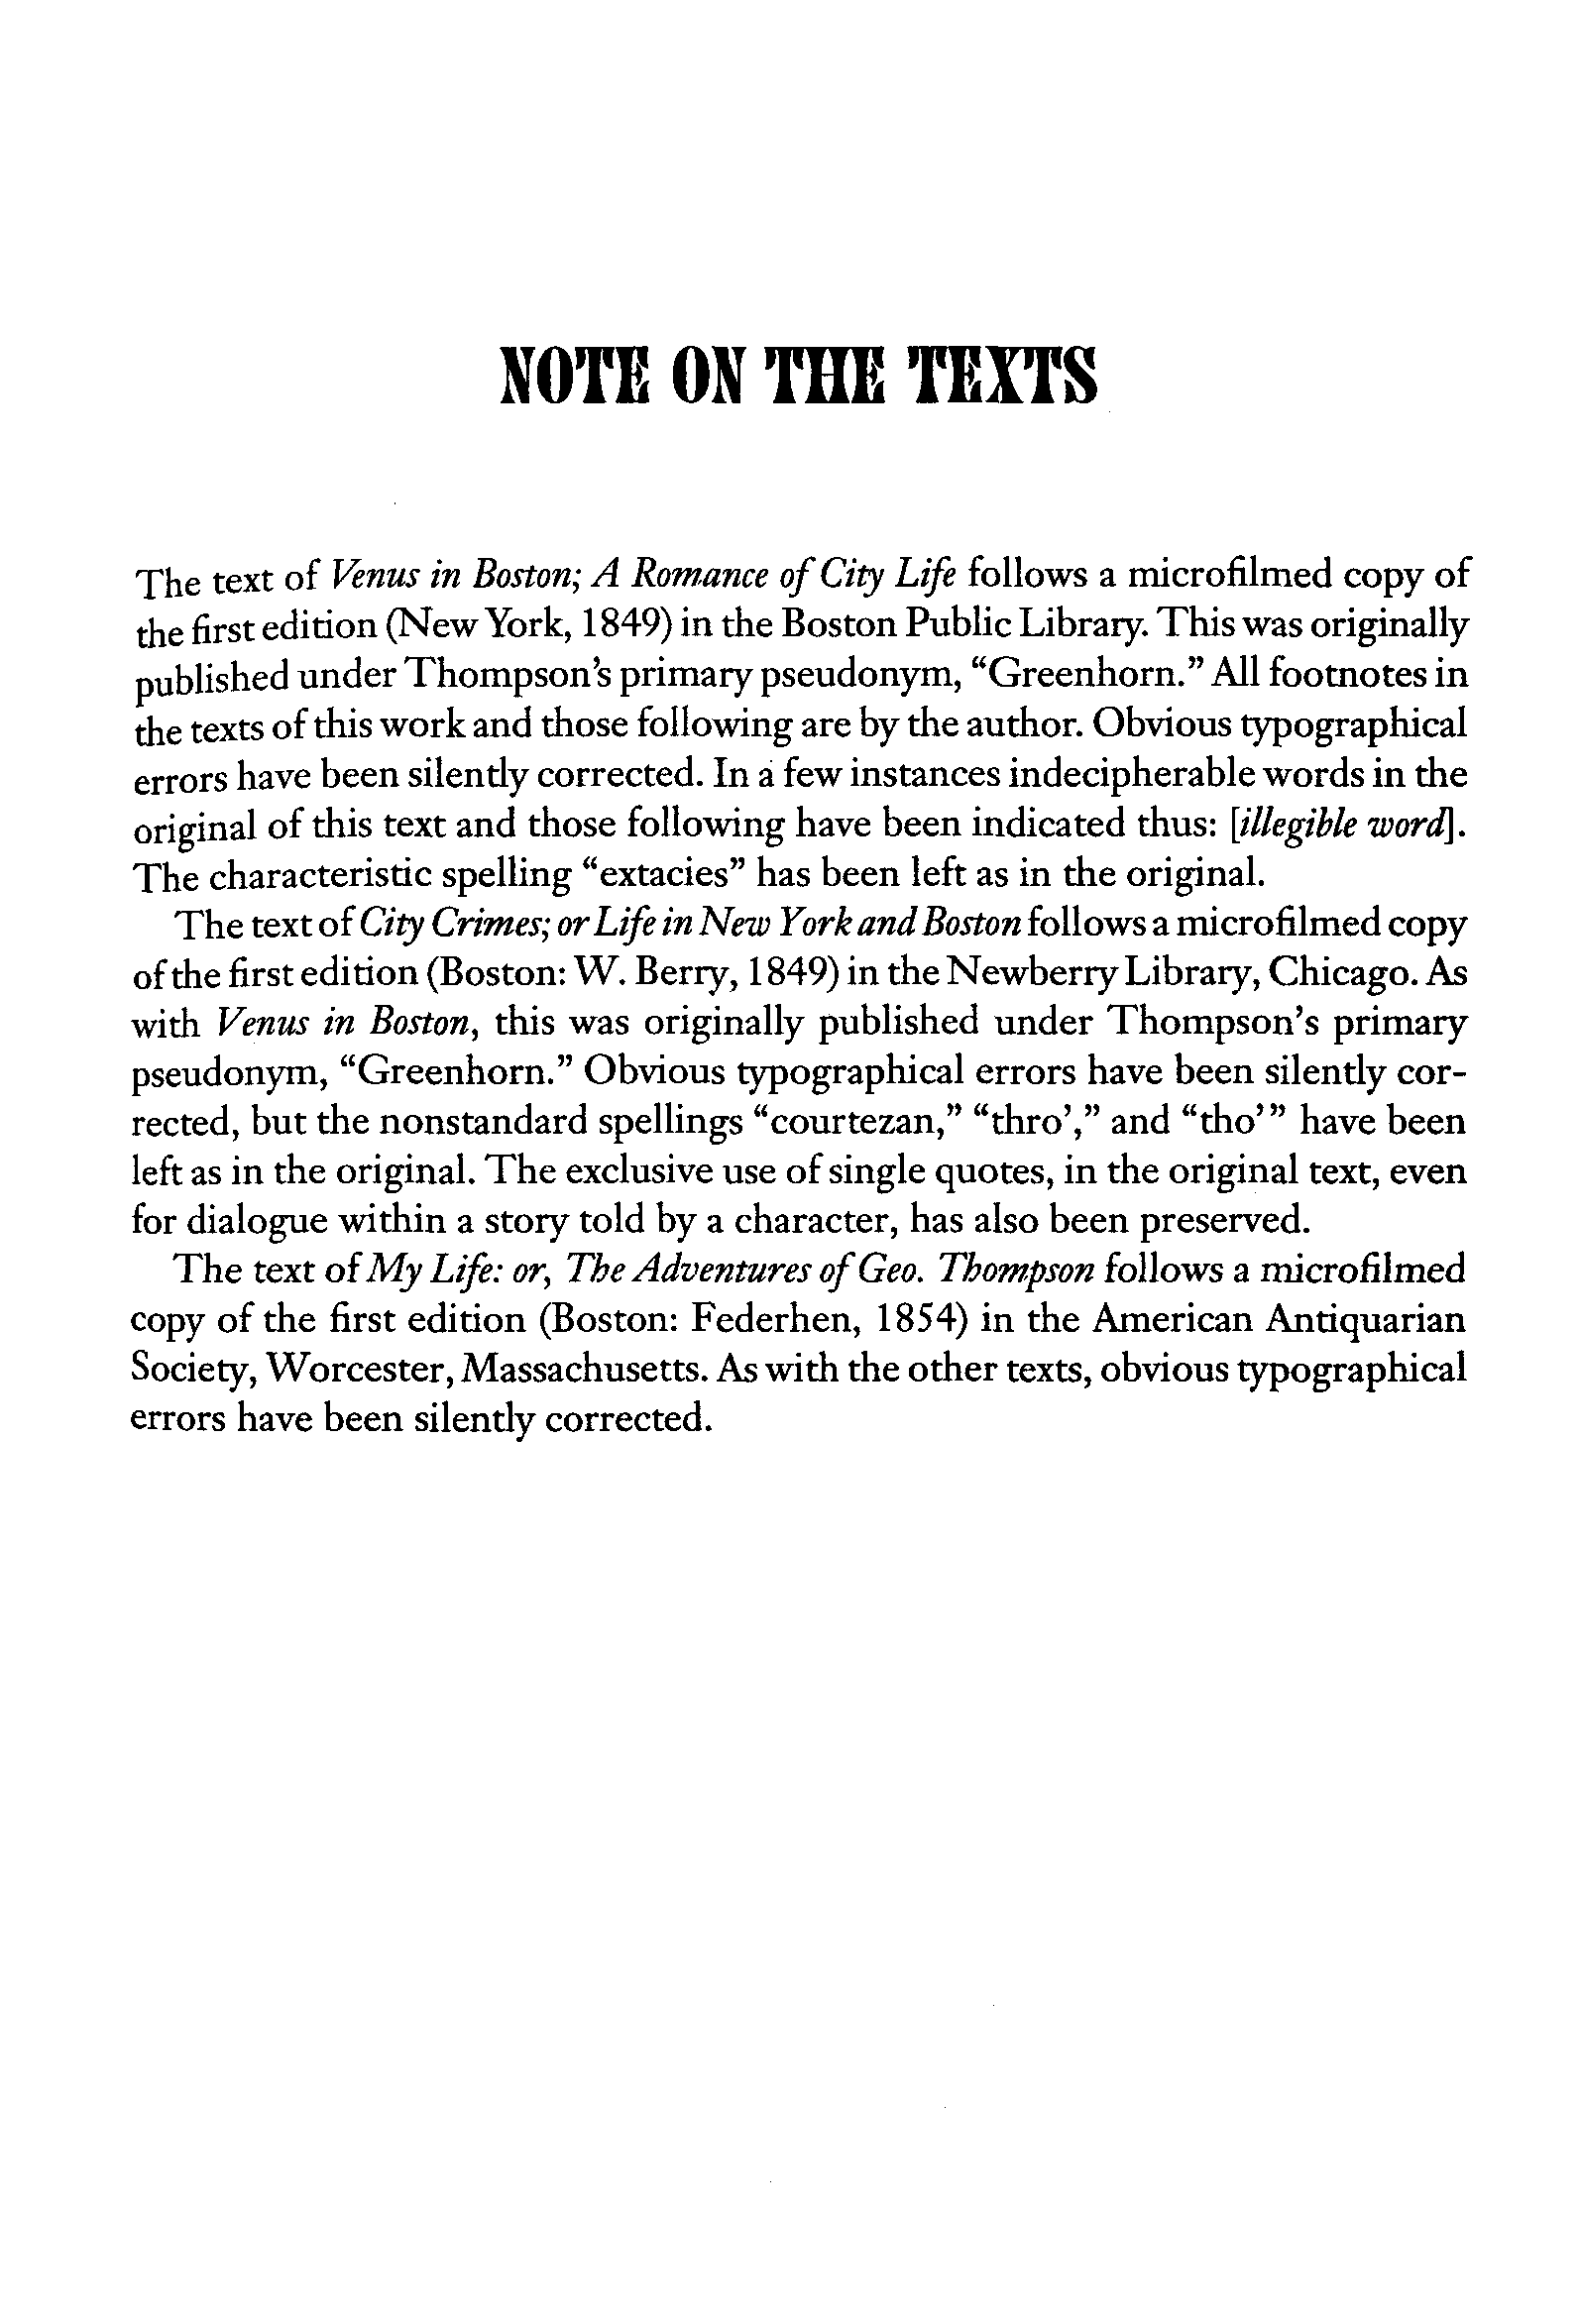 NOTE ON THE TEXTS
The text of Venus in Boston; A Romance of City Life follows a microfilmed copy of
the first edition (New York, 1849) in the Boston Public Library. This was originally
published under Thompson's primary pseudonym, “Greenhorn.” All footnotes in
the texts of this work and those following are by the author. Obvious typographical
errors have been silently corrected. In a few instances indecipherable words in the
original of this text and those following have been indicated thus: [illegible word].
The characteristic spelling “extacies” has been left as in the original.
The text of City Crimes; or Life in New York and Boston follows a microfilmed copy
of the first edition (Boston: W. Berry, 1849) in the Newberry Library, Chicago. As
with Venus in Boston, this was originally published under Thompson's primary
pseudonym, “Greenhorn.” Obvious typographical errors have been silently cor-
rected, but the nonstandard spellings “courtezan,” “thro’,” and “tho’” have been
left as in the original. The exclusive use of single quotes, in the original text, even
for dialogue within a story told by a character, has also been preserved.
The text of My Life: or, The Adventures of Geo. Thompson follows a microfilmed
copy of the first edition (Boston: Federhen, 1854) in the American Antiquarian
Society, Worcester, Massachusetts. As with the other texts, obvious typographical
errors have been silently corrected.